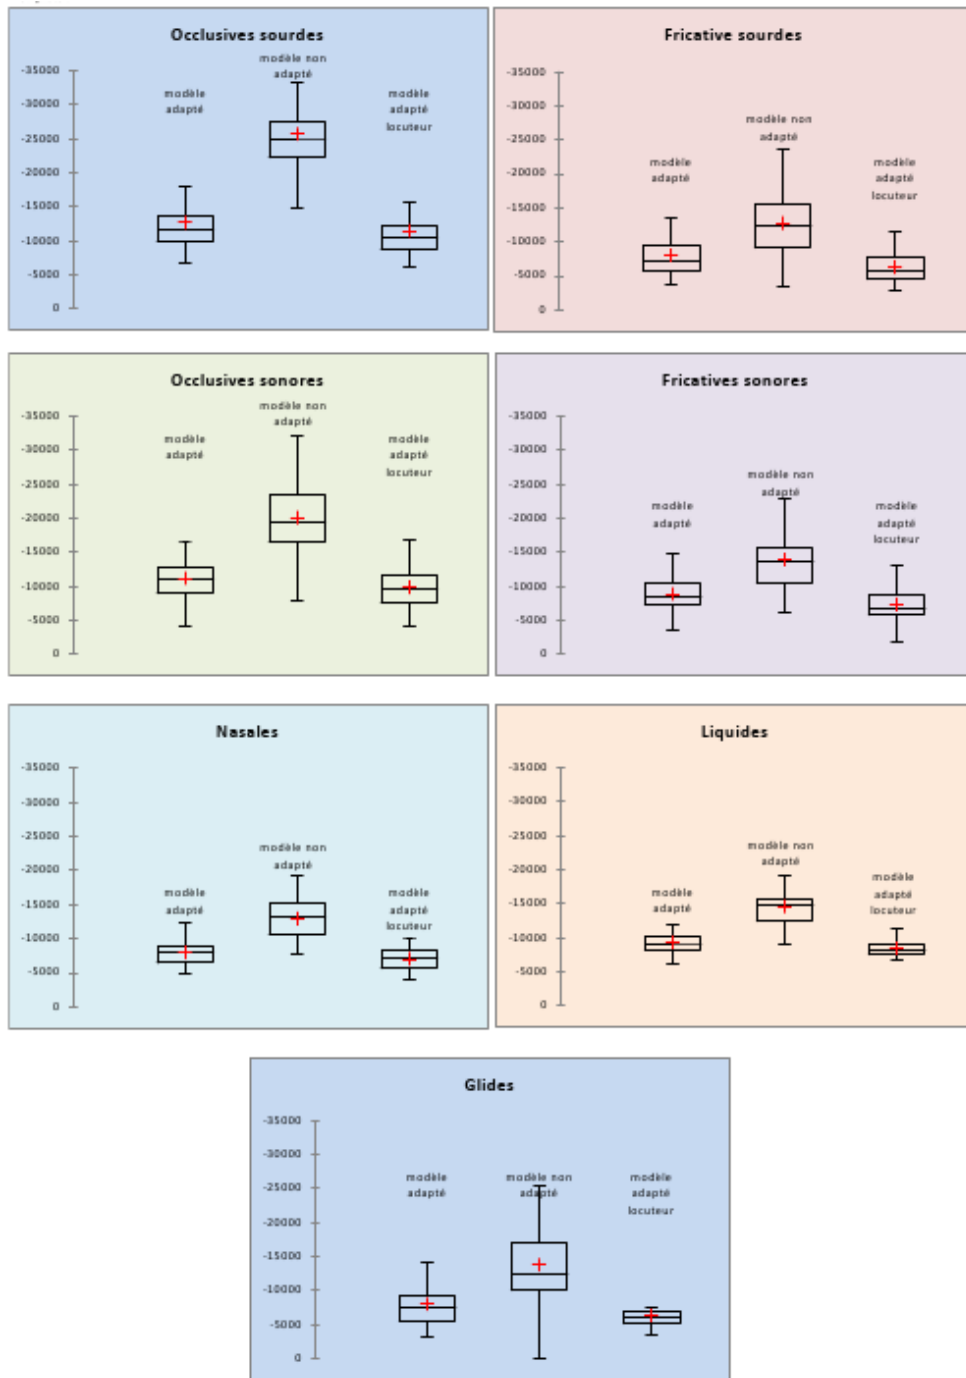 Occlusives sourdes
modèle non
adapté
modèle
adapté
modèle
adapté
locuteur
-35000
-30000
-25000
-20000
-15000
-10000
-5000
0
Fricative sourdes
modèle non
adapté
modèle
adapté
modèle
adapté
locuteur
-35000
-30000
-25000
-20000
-15000
-10000
-5000
0
Occlusives sonores
modèle non
adapté
modèle
adapté
modèle
adapté
locuteur
-35000
-30000
-25000
-20000
-15000
-10000
-5000
0
Fricatives sonores
modèle non
adapté
modèle
adapté
modèle
adapté
locuteur
-35000
-30000
-25000
-20000
-15000
-10000
-5000
0
Nasales
modèle non
adapté
modèle
adapté
modèle
adapté
locuteur
-35000
-30000
-25000
-20000
-15000
-10000
-5000
0
Liquides
modèle non
adapté
modèle
adapté
modèle
adapté
locuteur
-35000
-30000
-25000
-20000
-15000
-10000
-5000
0
Glides
modèle
adapté
modèle non
adapté
modèle
adapté
locuteur
-35000
-30000
-25000
-20000
-15000
-10000
-5000
0